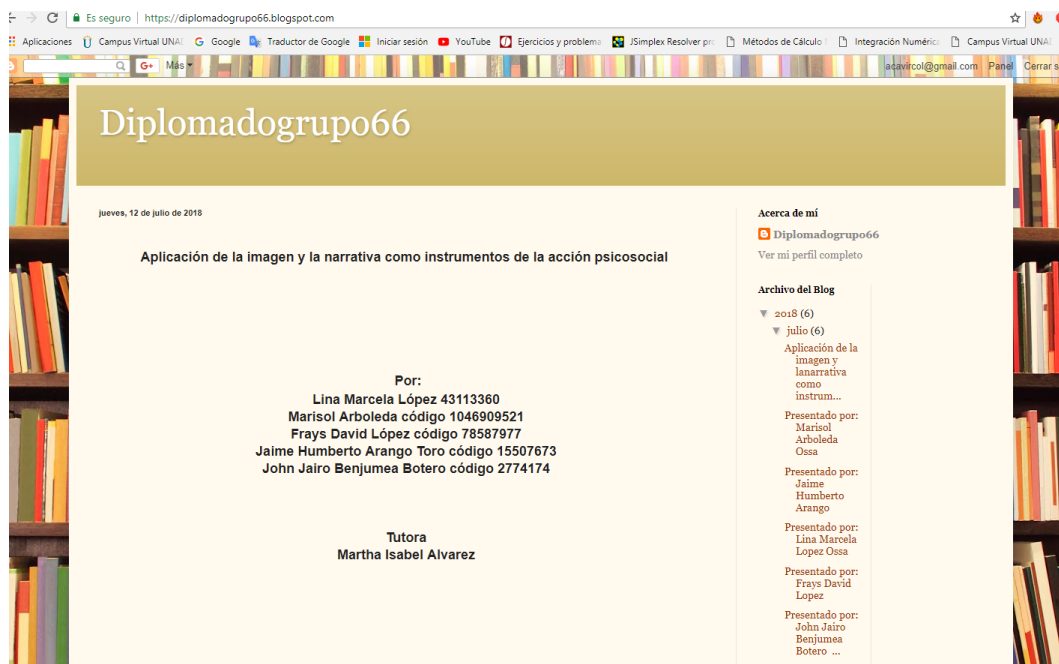 Es seguro | https://diplomadogrupo66.blogspot.com
Aplicaciones Campus Virtual UNAD Google Traductor de Google Iniciar sesión YouTube Ejercicios y problema JSimplex Resolver pro Métodos de Cálculo Integración Numéric Campus Virtual UNAD
G+ Más acavircol@gmail.com Panel Cerrar s
Diplomadogrupo66
jueves, 12 de julio de 2018
Aplicación de la imagen y la narrativa como instrumentos de la acción psicosocial
Por:
Lina Marcela López 43113360
Marisol Arboleda código 1046909521
Frays David López código 78587977
Jaime Humberto Arango Toro código 15507673
John Jairo Benjumea Botero código 2774174
Tutora
Martha Isabel Alvarez
Acerca de mí
Diplomadogrupo66
Ver mi perfil completo
Archivo del Blog
▼ 2018 (6)
▼ julio (6)
Aplicación de la
imagen y
lanarrativa
como
instrum...
Presentado por:
Marisol
Arboleda
Ossa
Presentado por:
Jaime
Humberto
Arango
Presentado por:
Lina Marcela
Lopez Ossa
Presentado por:
Frays David
Lopez
Presentado por:
John Jairo
Benjumea
Botero ...